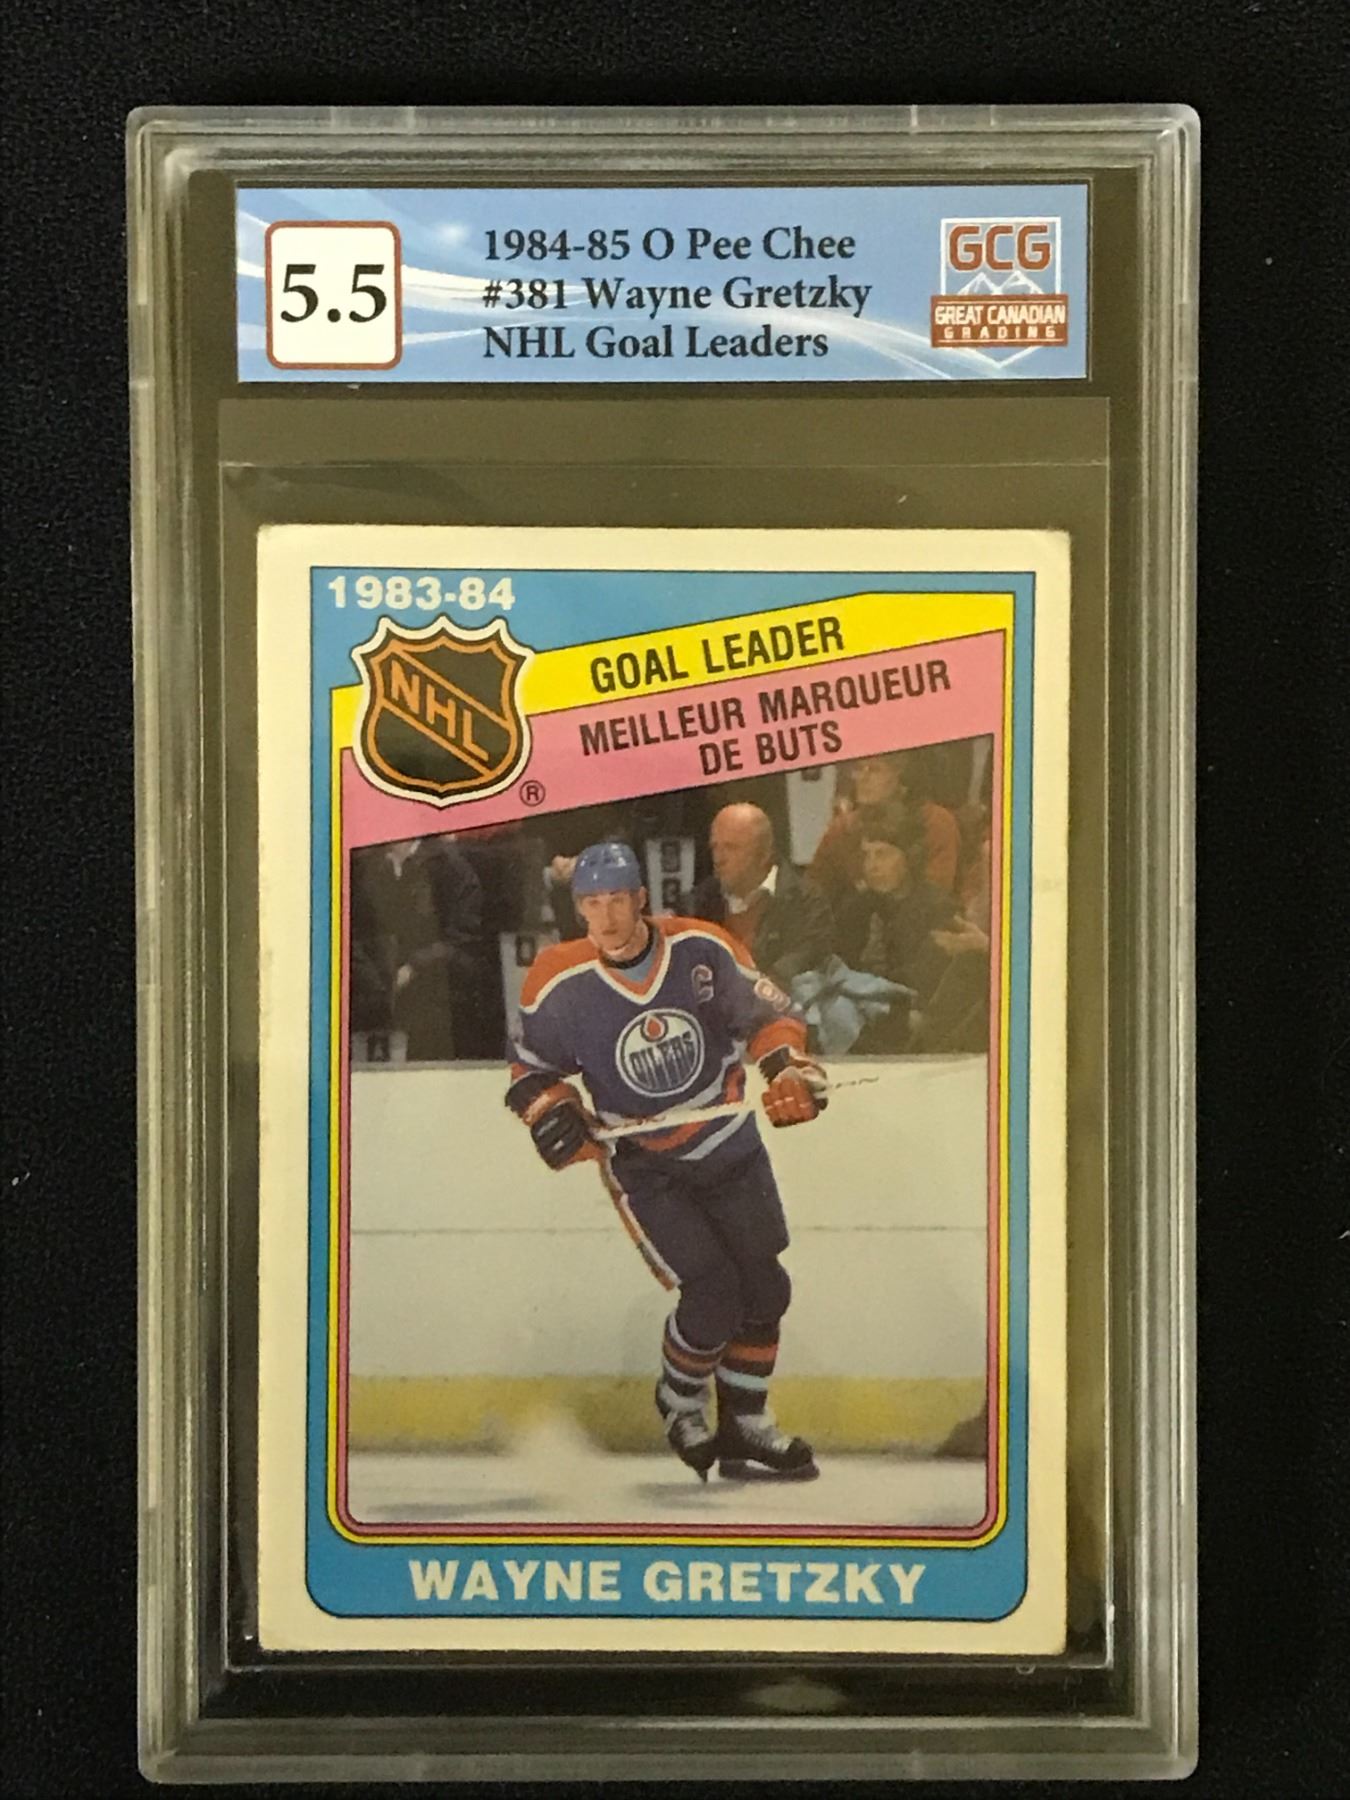 5.5
1984-85 O Pee Chee
#381 Wayne Gretzky
NHL Goal Leaders
GCG
GREAT CANADIAN
GRADING
1983-84
NHL
®
GOAL LEADER
MEILLEUR MARQUEUR
DE BUTS
C
OILERS
WAYNE GRETZKY